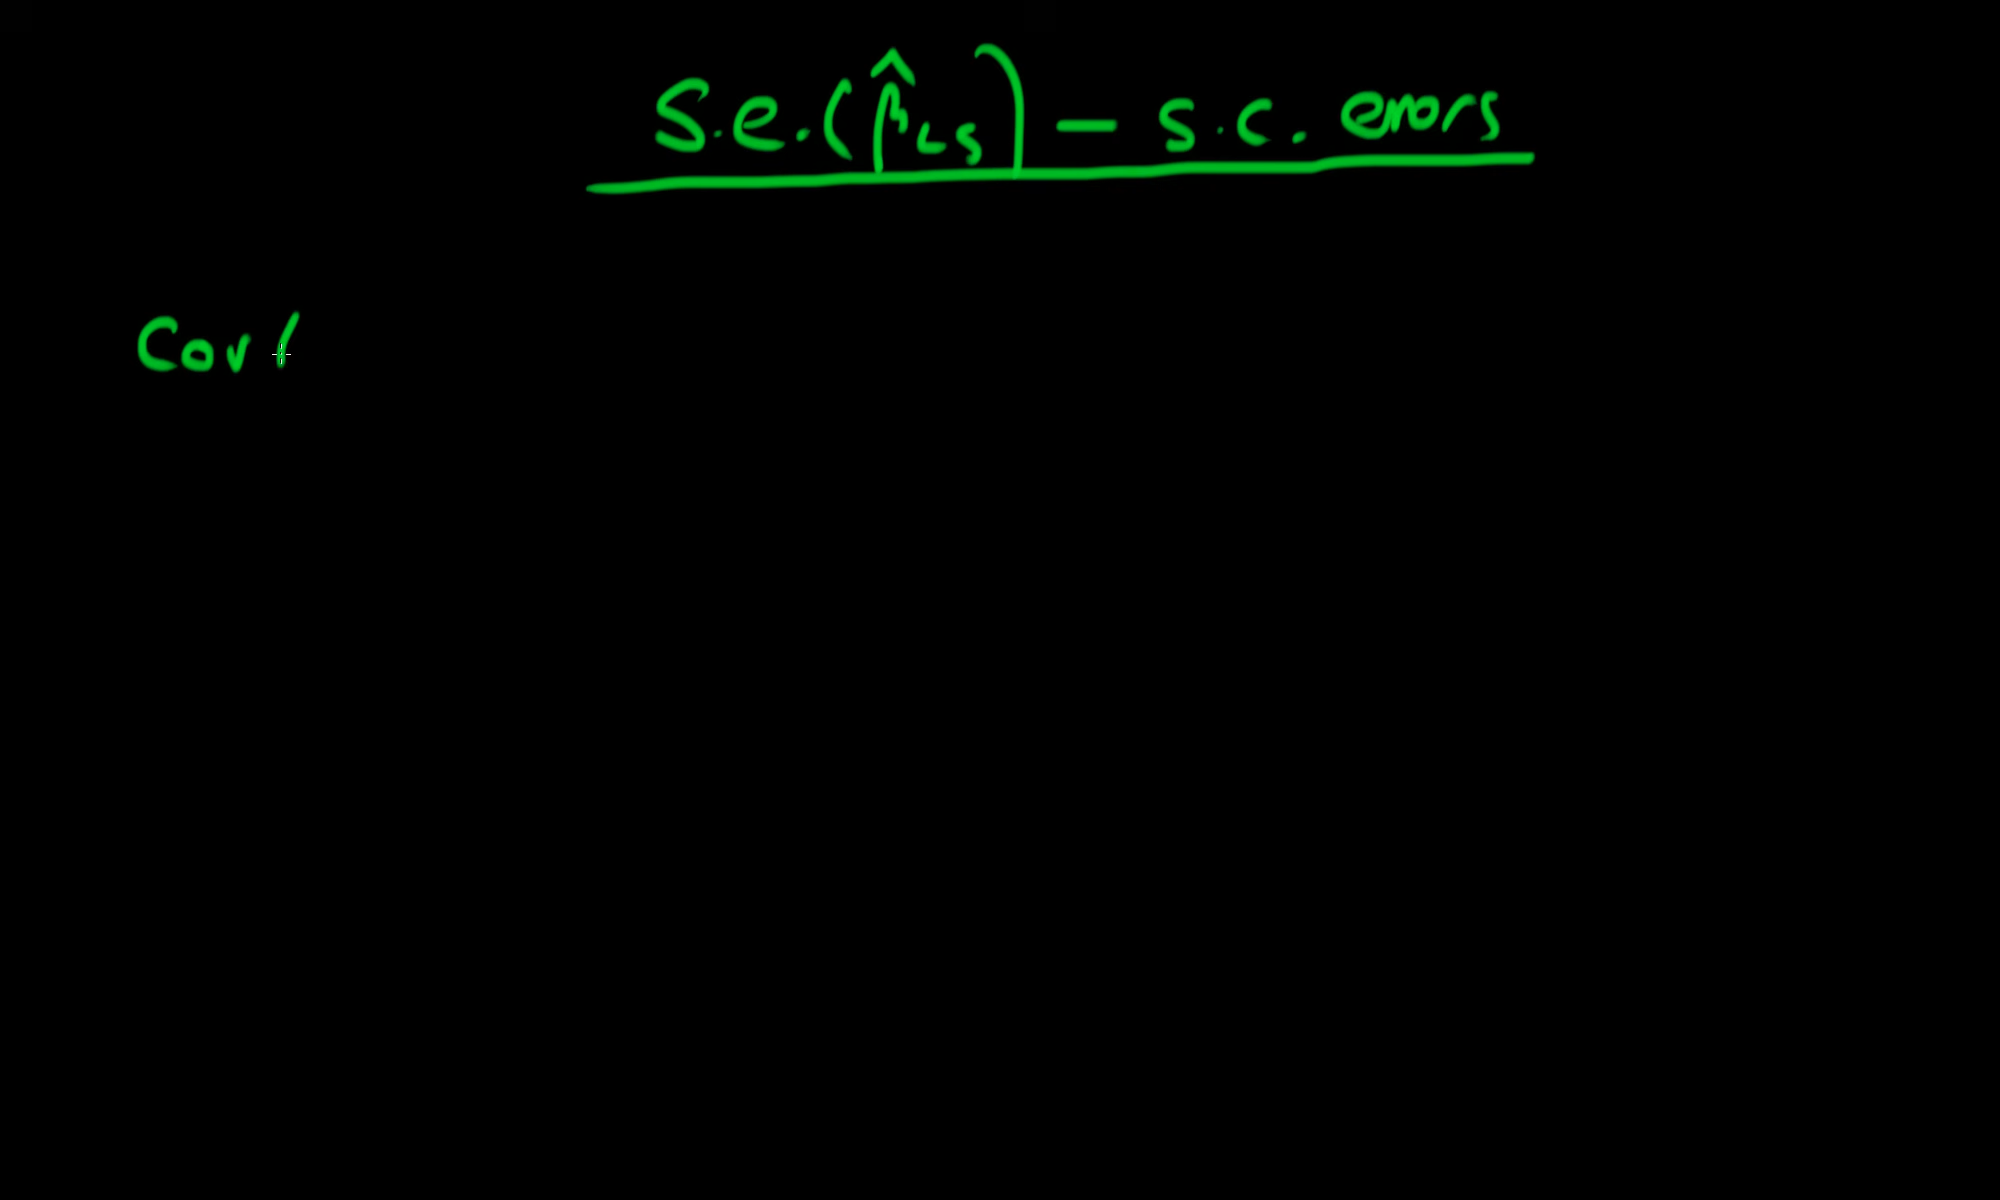 S.e.(β̂LS) – s.c. errors
Cov(